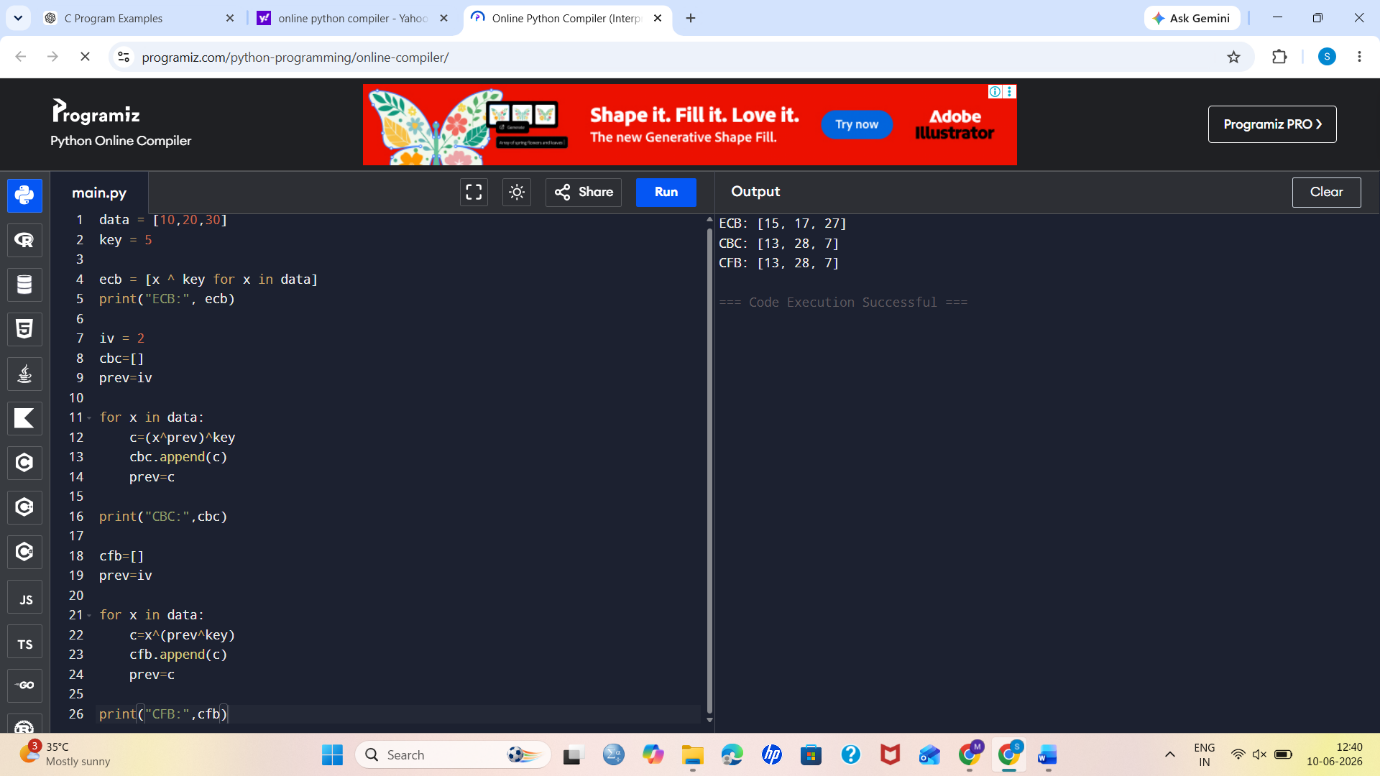 C Program Examples
online python compiler - Yahoo
Online Python Compiler (Interp
Ask Gemini
programiz.com/python-programming/online-compiler/
S
Programiz
Python Online Compiler
Generate
Shape it. Fill it. Love it.
The new Generative Shape Fill.
Try now
Adobe
Illustrator
Programiz PRO >
main.py
Share
Run
Output
Clear
1 data = [10,20,30]
2 key = 5
3
4 ecb = [x ^ key for x in data]
5 print("ECB:", ecb)
6
7 iv = 2
8 cbc=[]
9 prev=iv
10
11 for x in data:
12 c=(x^prev)^key
13 cbc.append(c)
14 prev=c
15
16 print("CBC:",cbc)
17
18 cfb=[]
19 prev=iv
20
21 for x in data:
22 c=x^(prev^key)
23 cfb.append(c)
24 prev=c
25
26 print("CFB:",cfb)
ECB: [15, 17, 27]
CBC: [13, 28, 7]
CFB: [13, 28, 7]
=== Code Execution Successful ===
JS
TS
GO
3
35°C
Mostly sunny
Search
hp
M
S
ENG
IN
12:40
10-06-2026